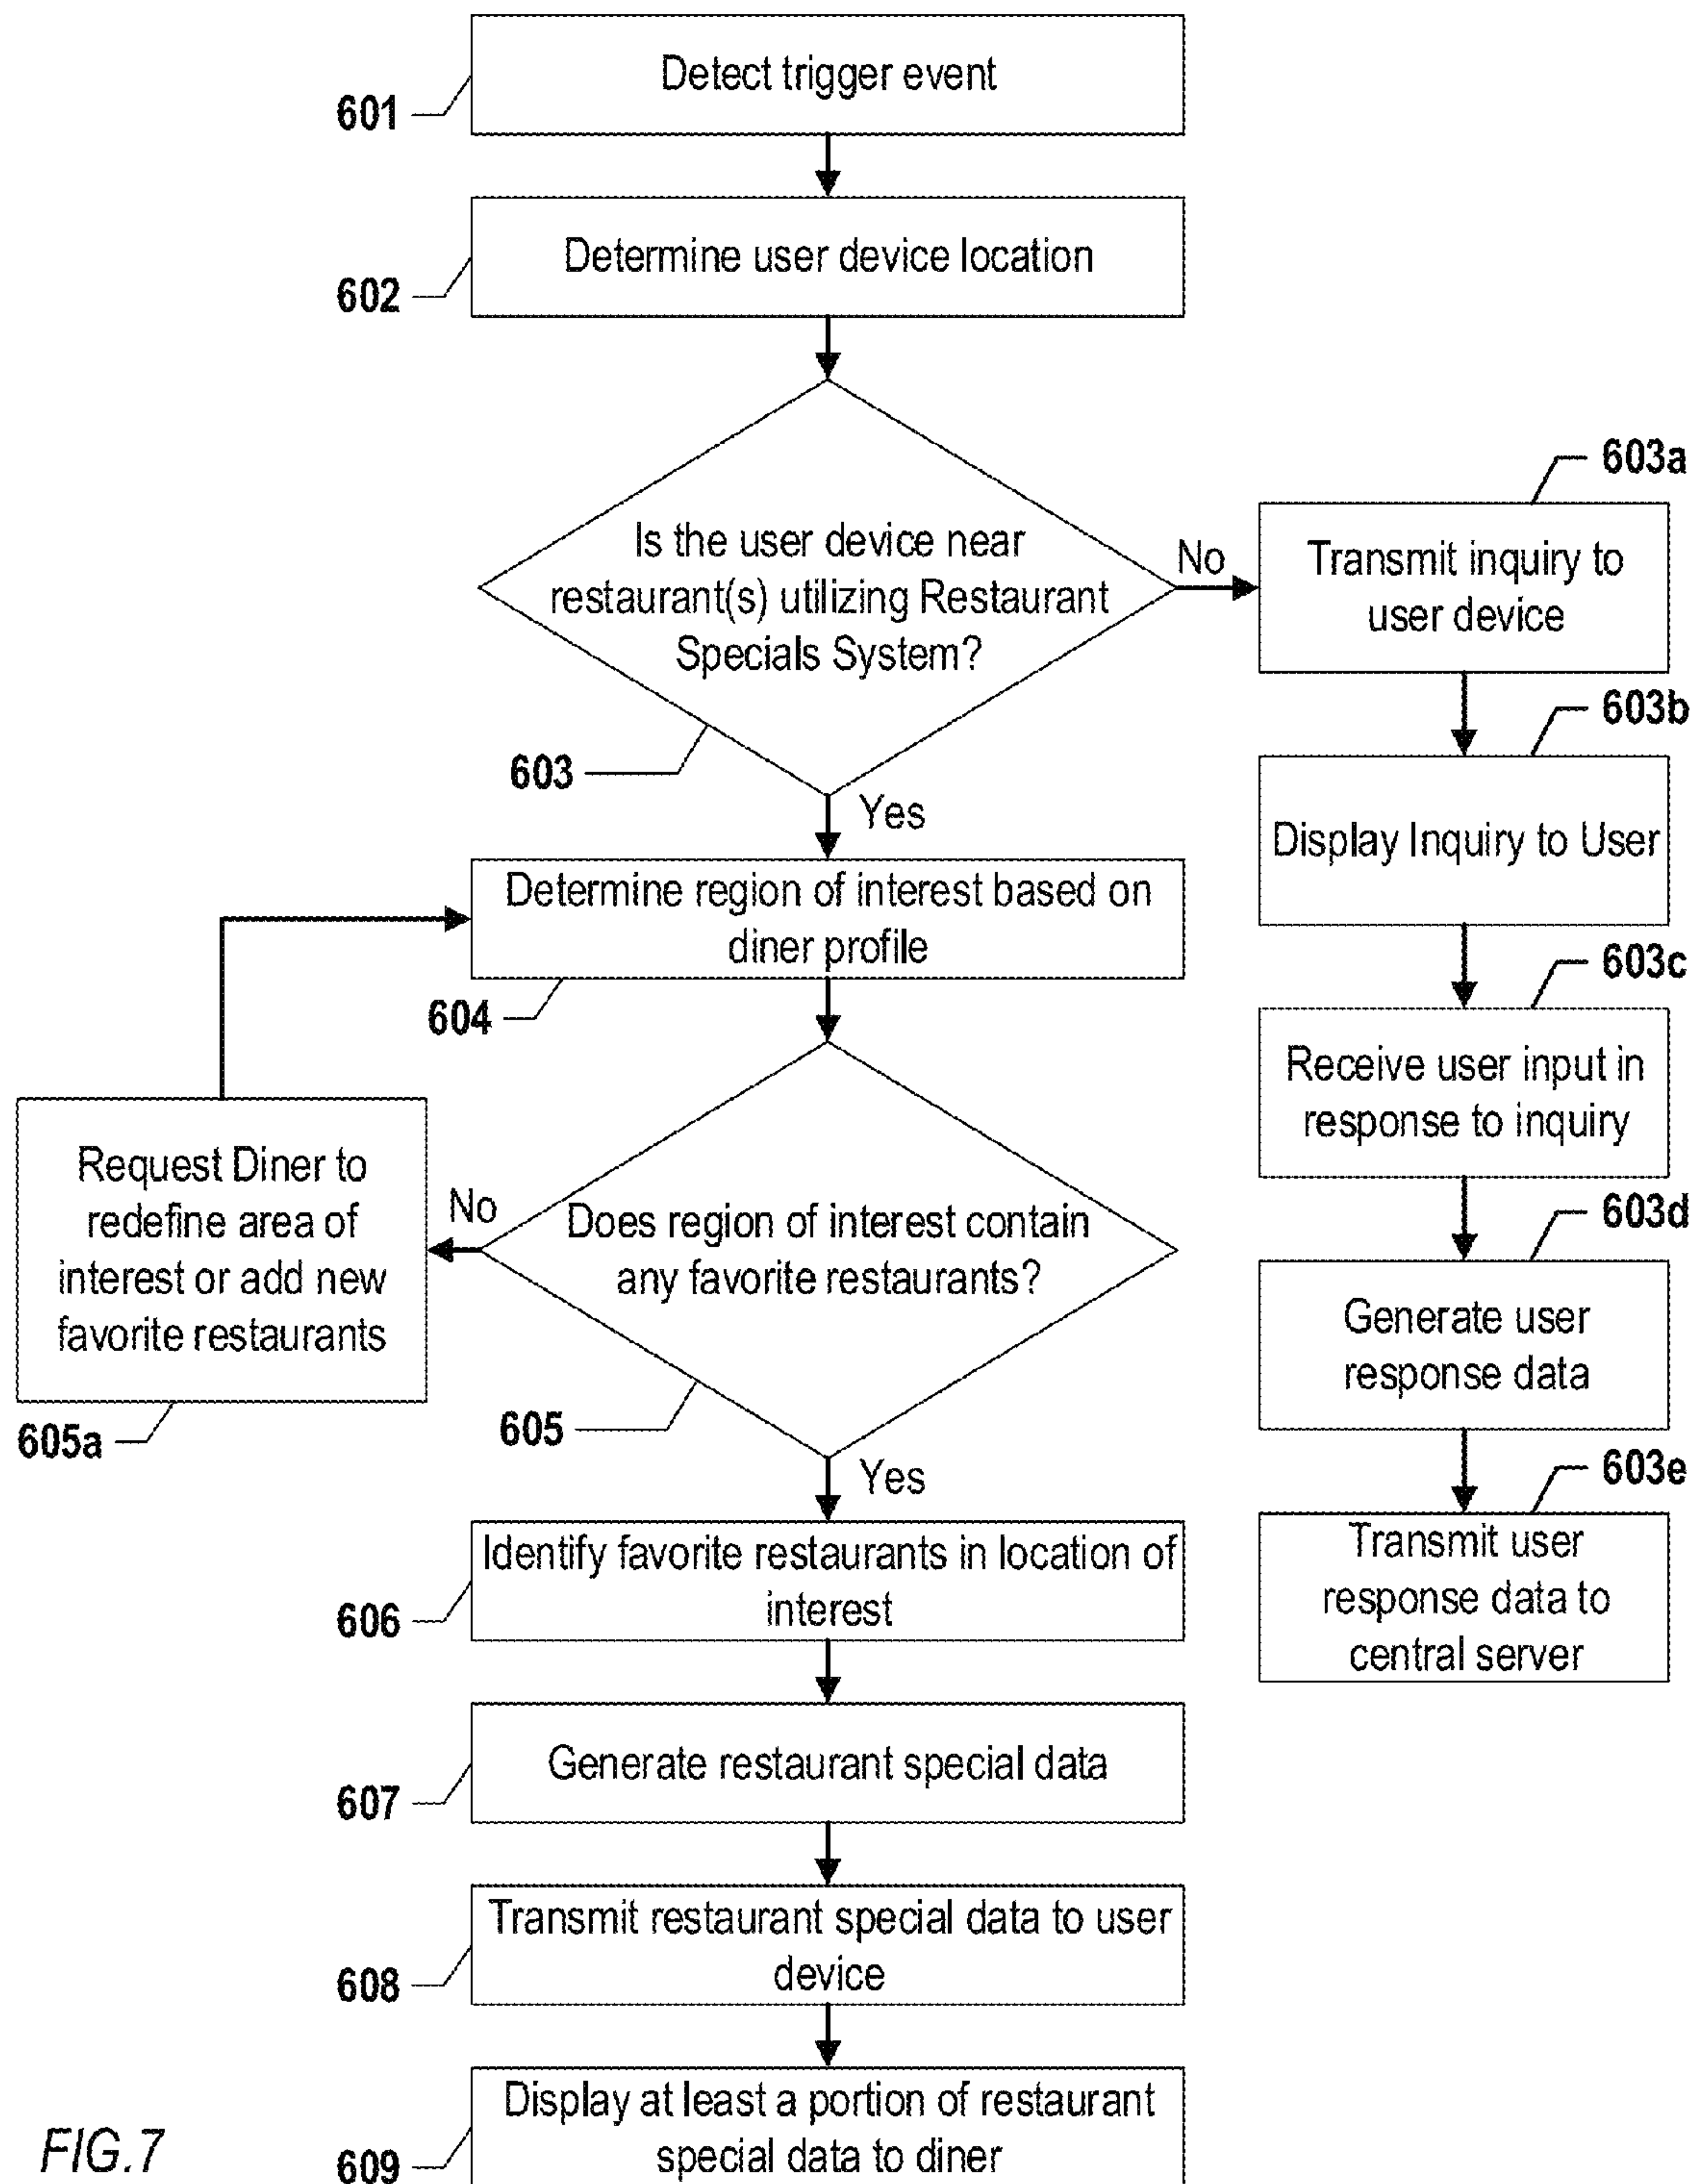 Detect trigger event
601
Determine user device location
602
603a
Is the user device near
restaurant(s) utilizing Restaurant
Specials System?
No
Transmit inquiry to
user device
603b
603
Yes
Display Inquiry to User
Determine region of interest based on
diner profile
604
603c
Receive user input in
response to inquiry
Request Diner to
redefine area of
interest or add new
favorite restaurants
605a
No
Does region of interest contain
any favorite restaurants?
605
603d
Generate user
response data
Yes
603e
Transmit user
response data to
central server
Identify favorite restaurants in location of
interest
606
Generate restaurant special data
607
Transmit restaurant special data to user
device
608
Display at least a portion of restaurant
special data to diner
609
FIG.7